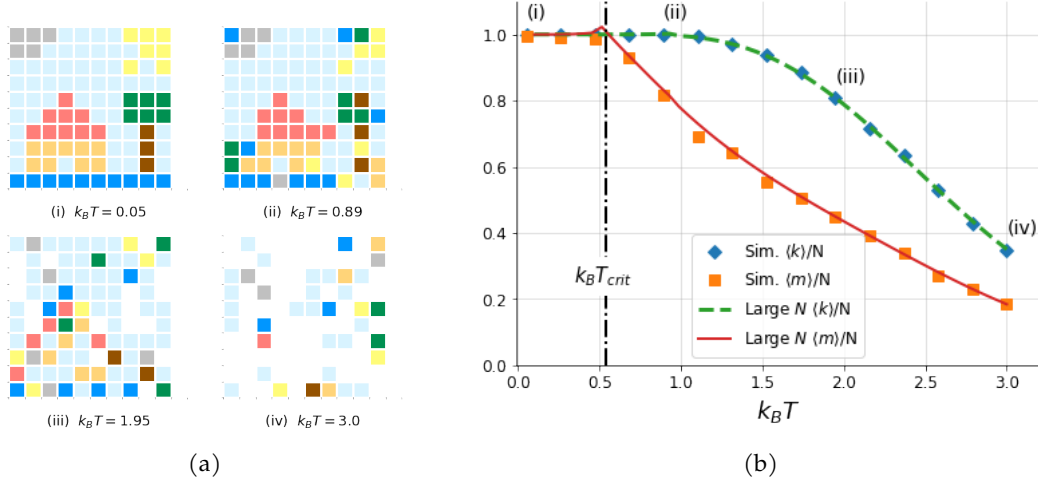 (i) k_BT = 0.05
(ii) k_BT = 0.89
(iii) k_BT = 1.95
(iv) k_BT = 3.0
(a)
(i)
(ii)
(iii)
(iv)
1.0
0.8
0.6
0.4
0.2
0.0
k_BT_crit
Sim. ⟨k⟩/N
Sim. ⟨m⟩/N
Large N ⟨k⟩/N
Large N ⟨m⟩/N
0.0 0.5 1.0 1.5 2.0 2.5 3.0
k_BT
(b)